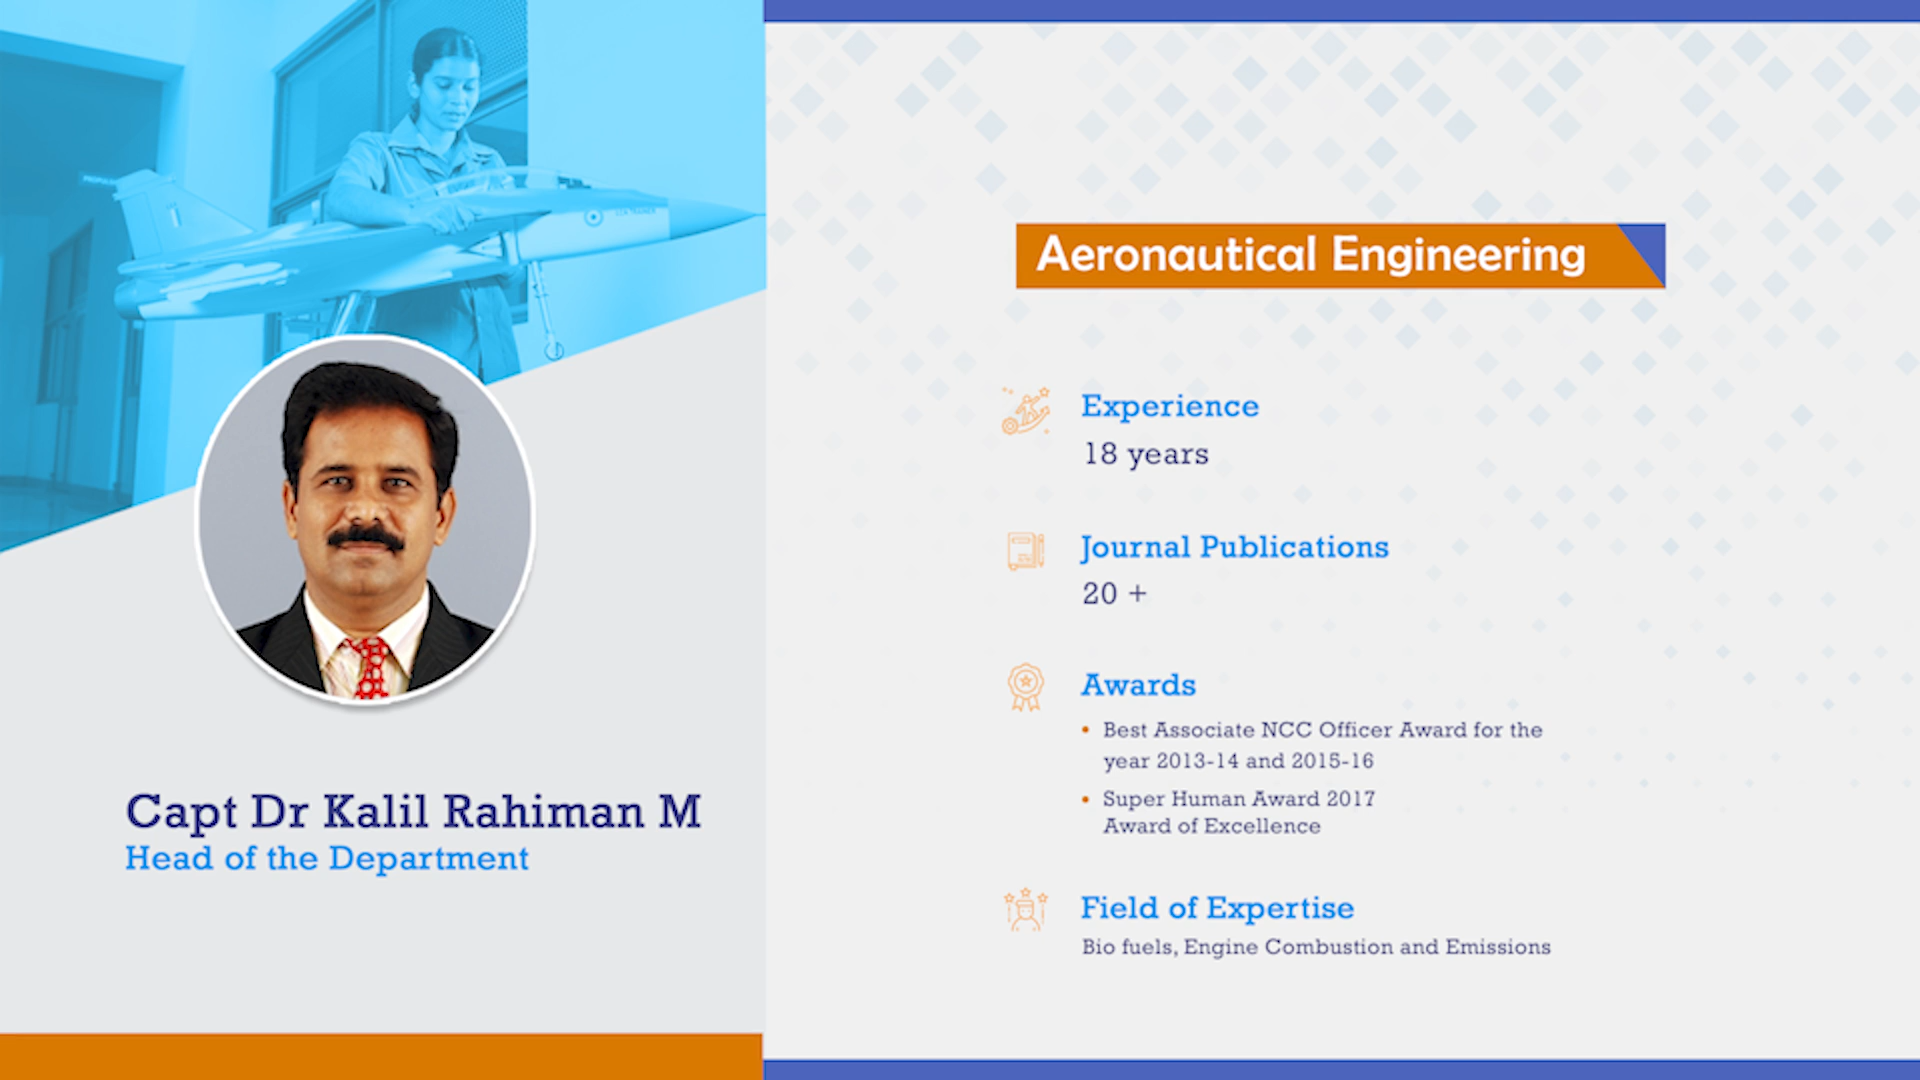 Aeronautical Engineering
Experience
18 years
Journal Publications
20 +
Awards
• Best Associate NCC Officer Award for the
year 2013-14 and 2015-16
• Super Human Award 2017
Award of Excellence
Field of Expertise
Bio fuels, Engine Combustion and Emissions
Capt Dr Kalil Rahiman M
Head of the Department